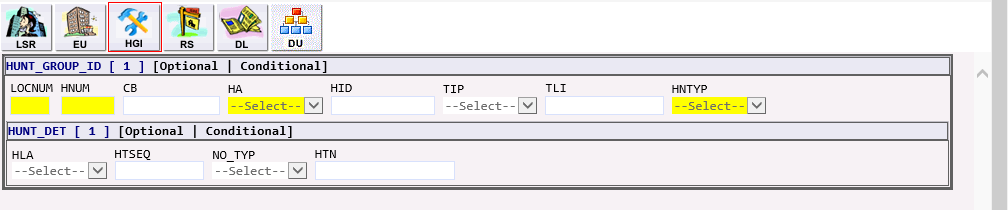 LSR EU HGI RS DL DU
HUNT_GROUP_ID [ 1 ] [Optional | Conditional]
LOCNUM HNUM CB HA HID TIP TLI HNTYP
--Select-- --Select-- --Select--
HUNT_DET [ 1 ] [Optional | Conditional]
HLA HTSEQ NO_TYP HTN
--Select-- --Select--